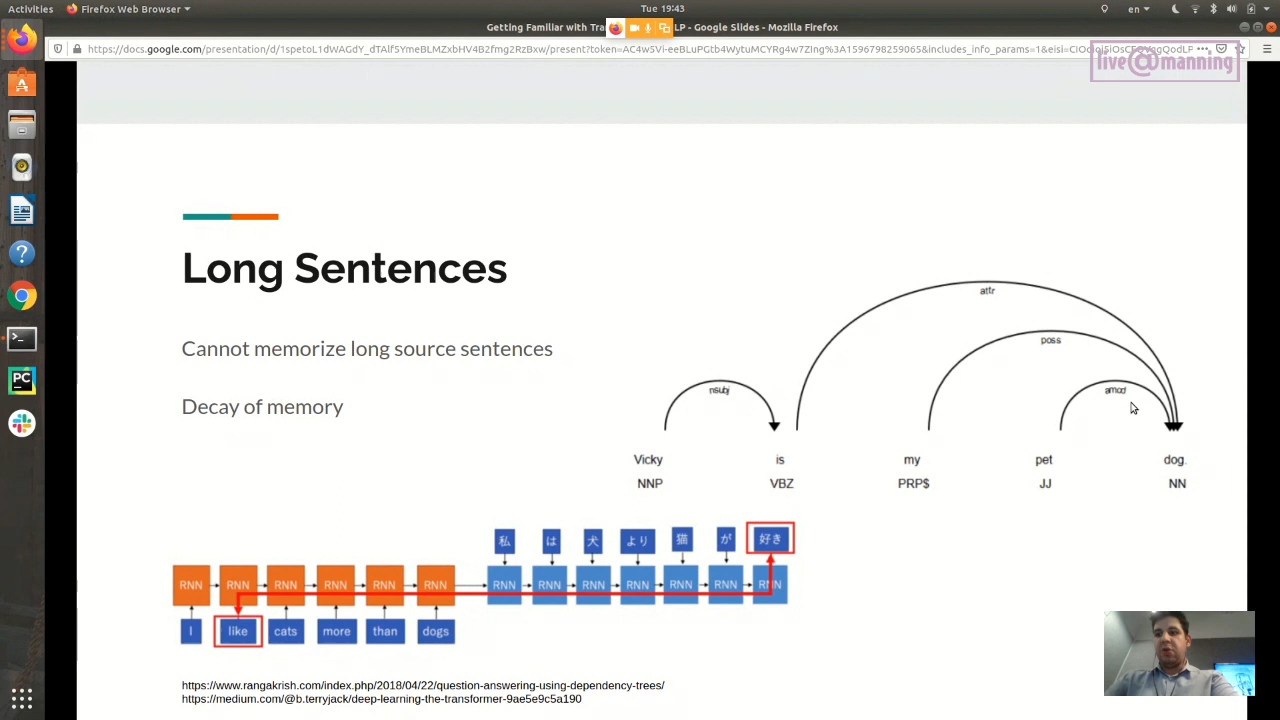 Activities
Firefox Web Browser
Tue 19:43
en
Getting Familiar with Tra
LP - Google Slides - Mozilla Firefox
live@manning
Long Sentences
Cannot memorize long source sentences
Decay of memory
attr
poss
nsubj
amod
Vicky is my pet dog.
NNP VBZ PRP$ JJ NN
私 は 犬 より 猫 が 好き
RNN RNN RNN RNN RNN RNN RNN RNN RNN RNN RNN RNN RNN
I like cats more than dogs
https://www.rangakrish.com/index.php/2018/04/22/question-answering-using-dependency-trees/
https://medium.com/@b.terryjack/deep-learning-the-transformer-9ae5e9c5a190